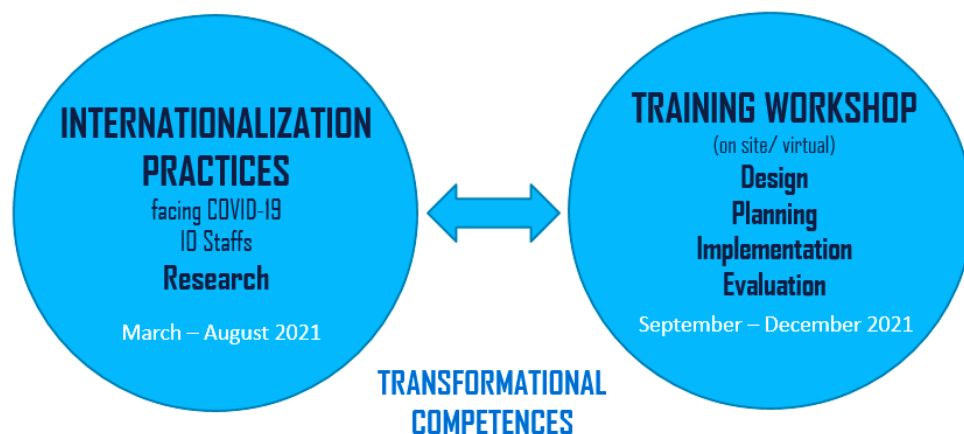 INTERNATIONALIZATION
PRACTICES
facing COVID-19
IO Staffs
Research
March – August 2021
TRAINING WORKSHOP
(on site/ virtual)
Design
Planning
Implementation
Evaluation
September – December 2021
TRANSFORMATIONAL
COMPETENCES